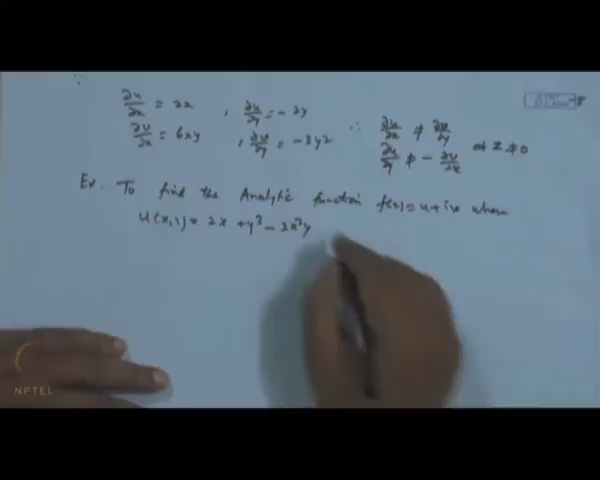 ∂u/∂x = 2x , ∂u/∂y = - 2y
∂v/∂x = 6xy , ∂v/∂y = - 3y2 ∴ ∂u/∂x ≠ ∂v/∂y
∂u/∂y ≠ - ∂v/∂x at z ≠ 0
Ex. To find the Analytic function f(z) = u + iv where
u(x,y) = 2x + y³ - 3x²y
NPTEL